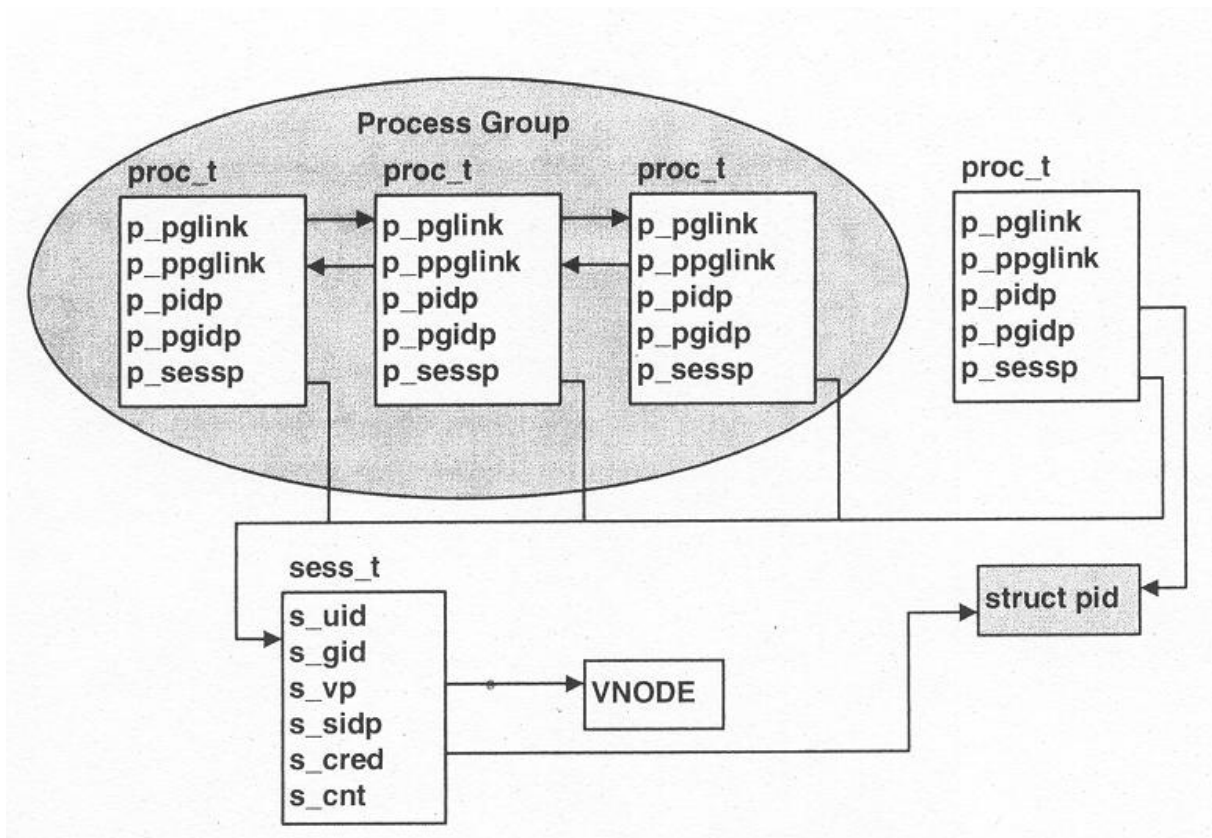 Process Group
proc_t
p_pglink
p_ppglink
p_pidp
p_pgidp
p_sessp
proc_t
p_pglink
p_ppglink
p_pidp
p_pgidp
p_sessp
proc_t
p_pglink
p_ppglink
p_pidp
p_pgidp
p_sessp
proc_t
p_pglink
p_ppglink
p_pidp
p_pgidp
p_sessp
sess_t
s_uid
s_gid
s_vp
s_sidp
s_cred
s_cnt
VNODE
struct pid